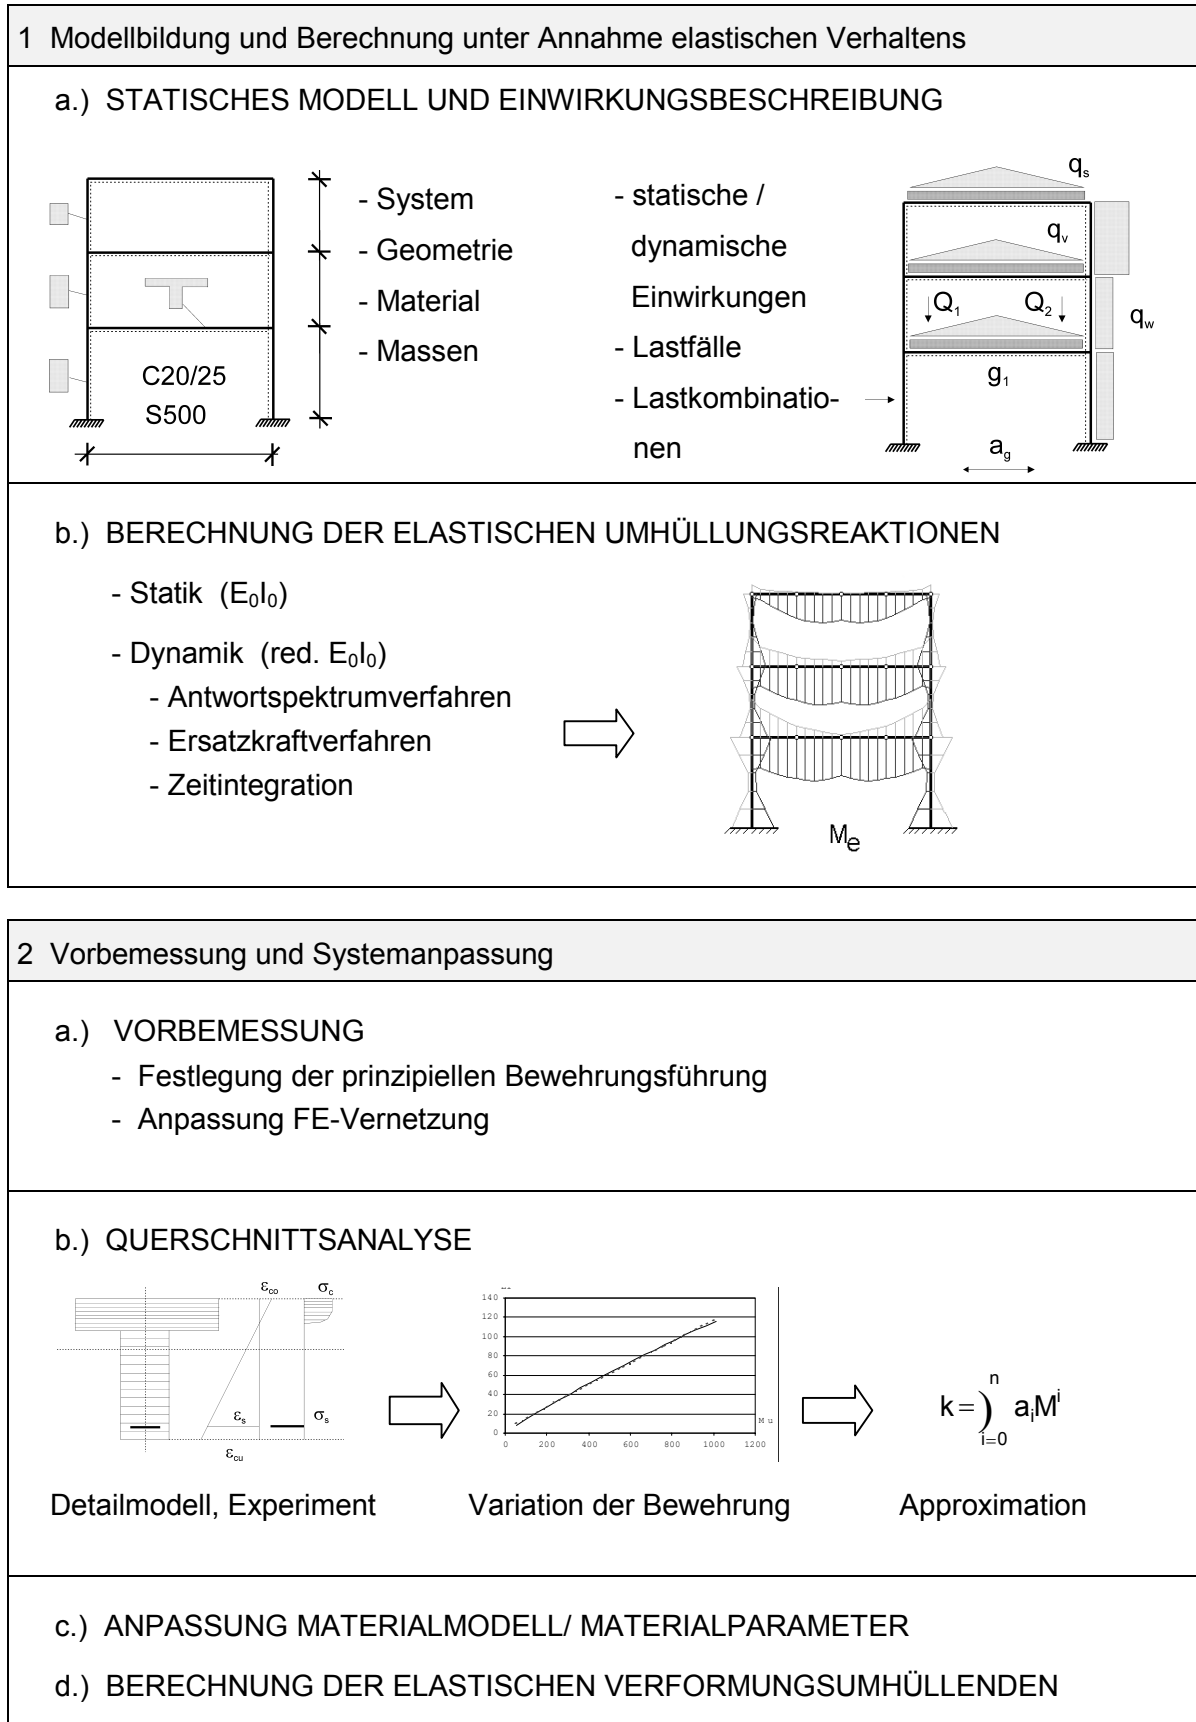 1 Modellbildung und Berechnung unter Annahme elastischen Verhaltens
a.) STATISCHES MODELL UND EINWIRKUNGSBESCHREIBUNG
C20/25
S500
- System
- Geometrie
- Material
- Massen
- statische /
dynamische
Einwirkungen
- Lastfälle
- Lastkombinatio-
nen
qs
qv
Q1 Q2
qw
g1
ag
b.) BERECHNUNG DER ELASTISCHEN UMHÜLLUNGSREAKTIONEN
- Statik (E0I0)
- Dynamik (red. E0I0)
- Antwortspektrumverfahren
- Ersatzkraftverfahren
- Zeitintegration
Me
2 Vorbemessung und Systemanpassung
a.) VORBEMESSUNG
- Festlegung der prinzipiellen Bewehrungsführung
- Anpassung FE-Vernetzung
b.) QUERSCHNITTSANALYSE
εco σc
εs σs
εcu
140
120
100
80
60
40
20
0
0 200 400 600 800 1000 1200
Mu
n
k=) aiMi
i=0
Detailmodell, Experiment Variation der Bewehrung Approximation
c.) ANPASSUNG MATERIALMODELL/ MATERIALPARAMETER
d.) BERECHNUNG DER ELASTISCHEN VERFORMUNGSUMHÜLLENDEN